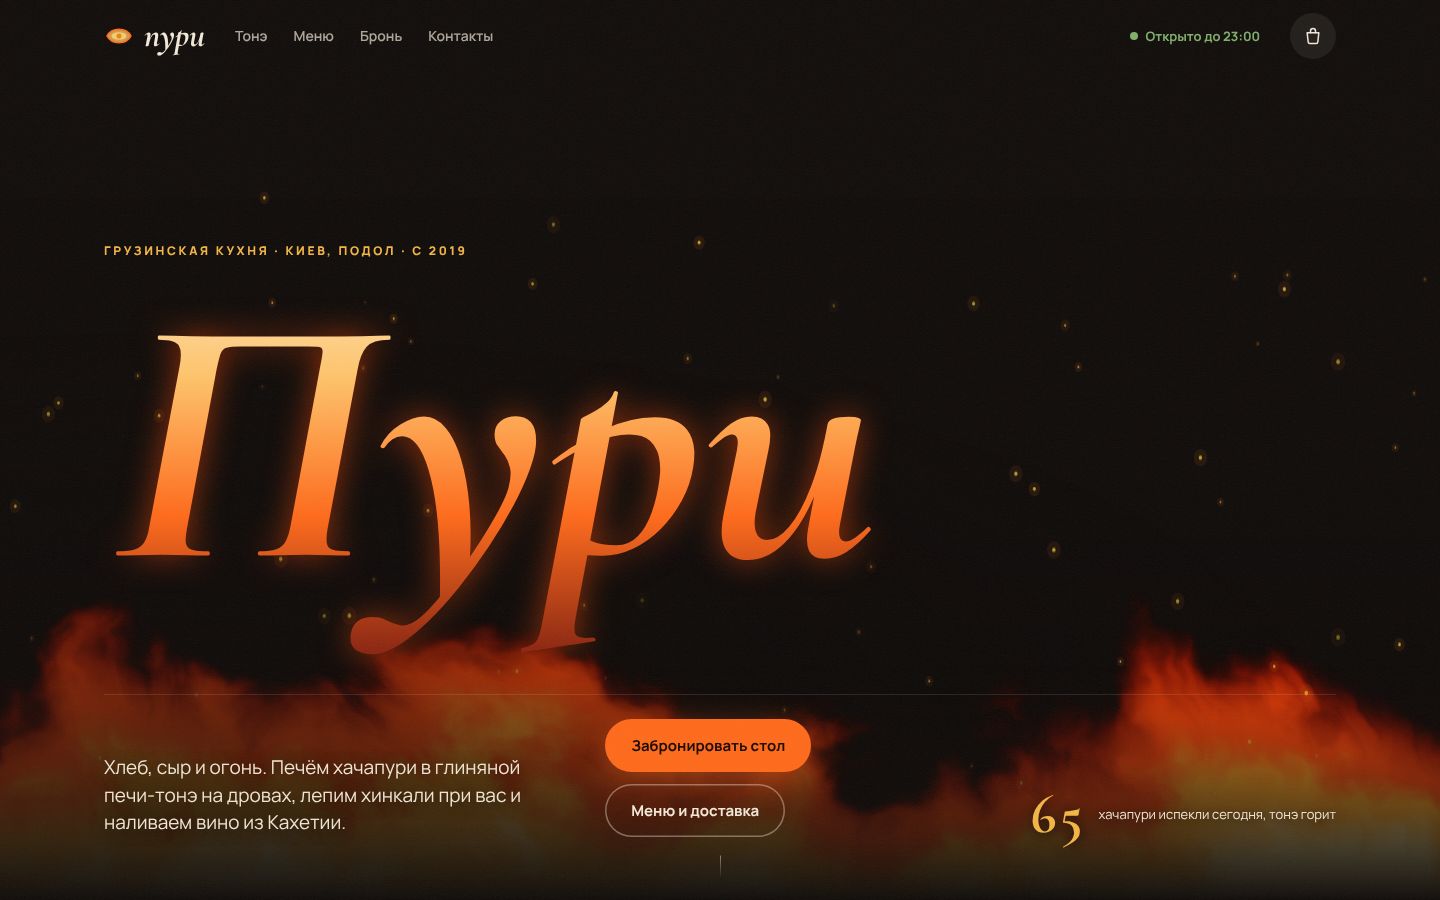 пури
Тонэ
Меню
Бронь
Контакты
Открыто до 23:00
ГРУЗИНСКАЯ КУХНЯ · КИЕВ, ПОДОЛ · С 2019
Пури
Хлеб, сыр и огонь. Печём хачапури в глиняной
печи-тонэ на дровах, лепим хинкали при вас и
наливаем вино из Кахетии.
Забронировать стол
Меню и доставка
65
хачапури испекли сегодня, тонэ горит